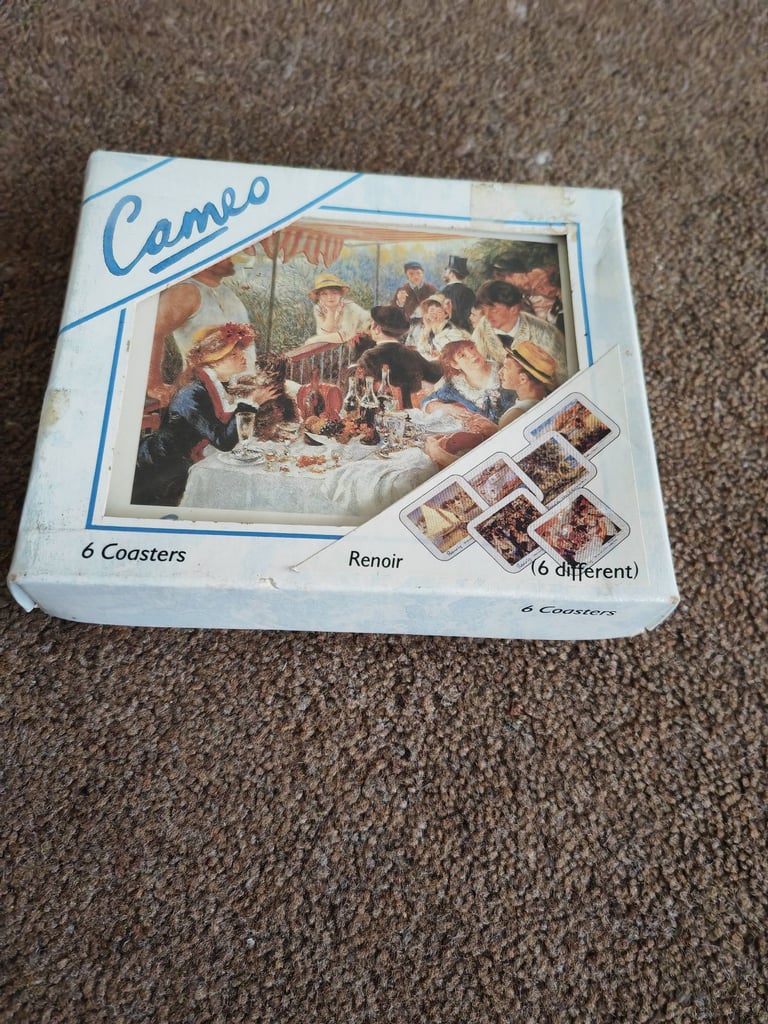 Cameo
6 Coasters
Renoir
(6 different)
6 Coasters